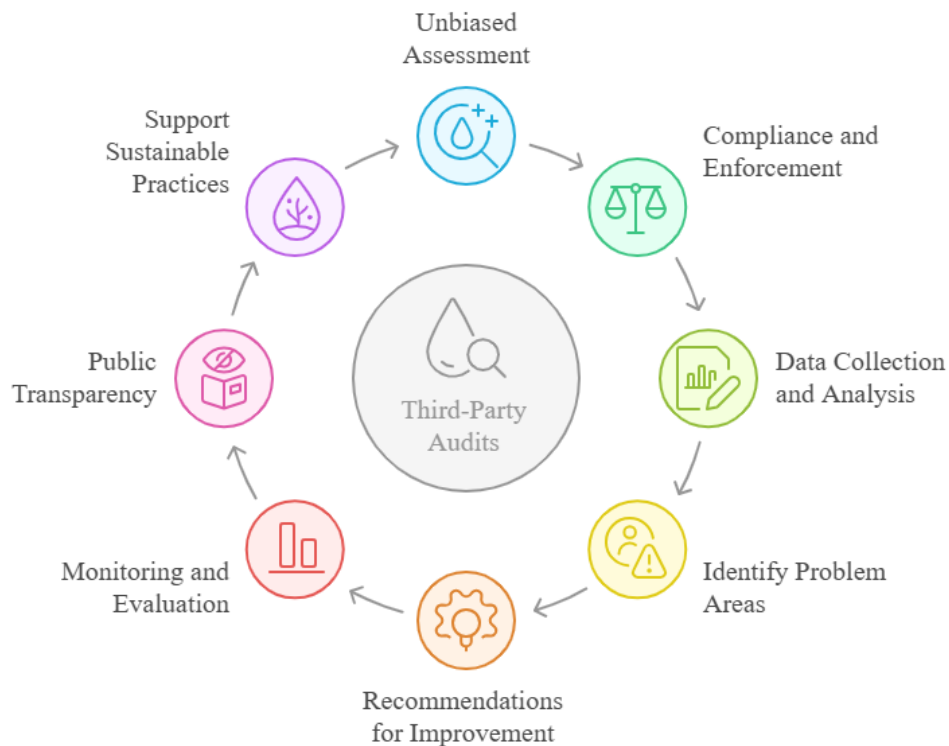 Unbiased
Assessment
Compliance and
Enforcement
Data Collection
and Analysis
Identify Problem
Areas
Recommendations
for Improvement
Monitoring and
Evaluation
Public
Transparency
Support
Sustainable
Practices
Third-Party
Audits